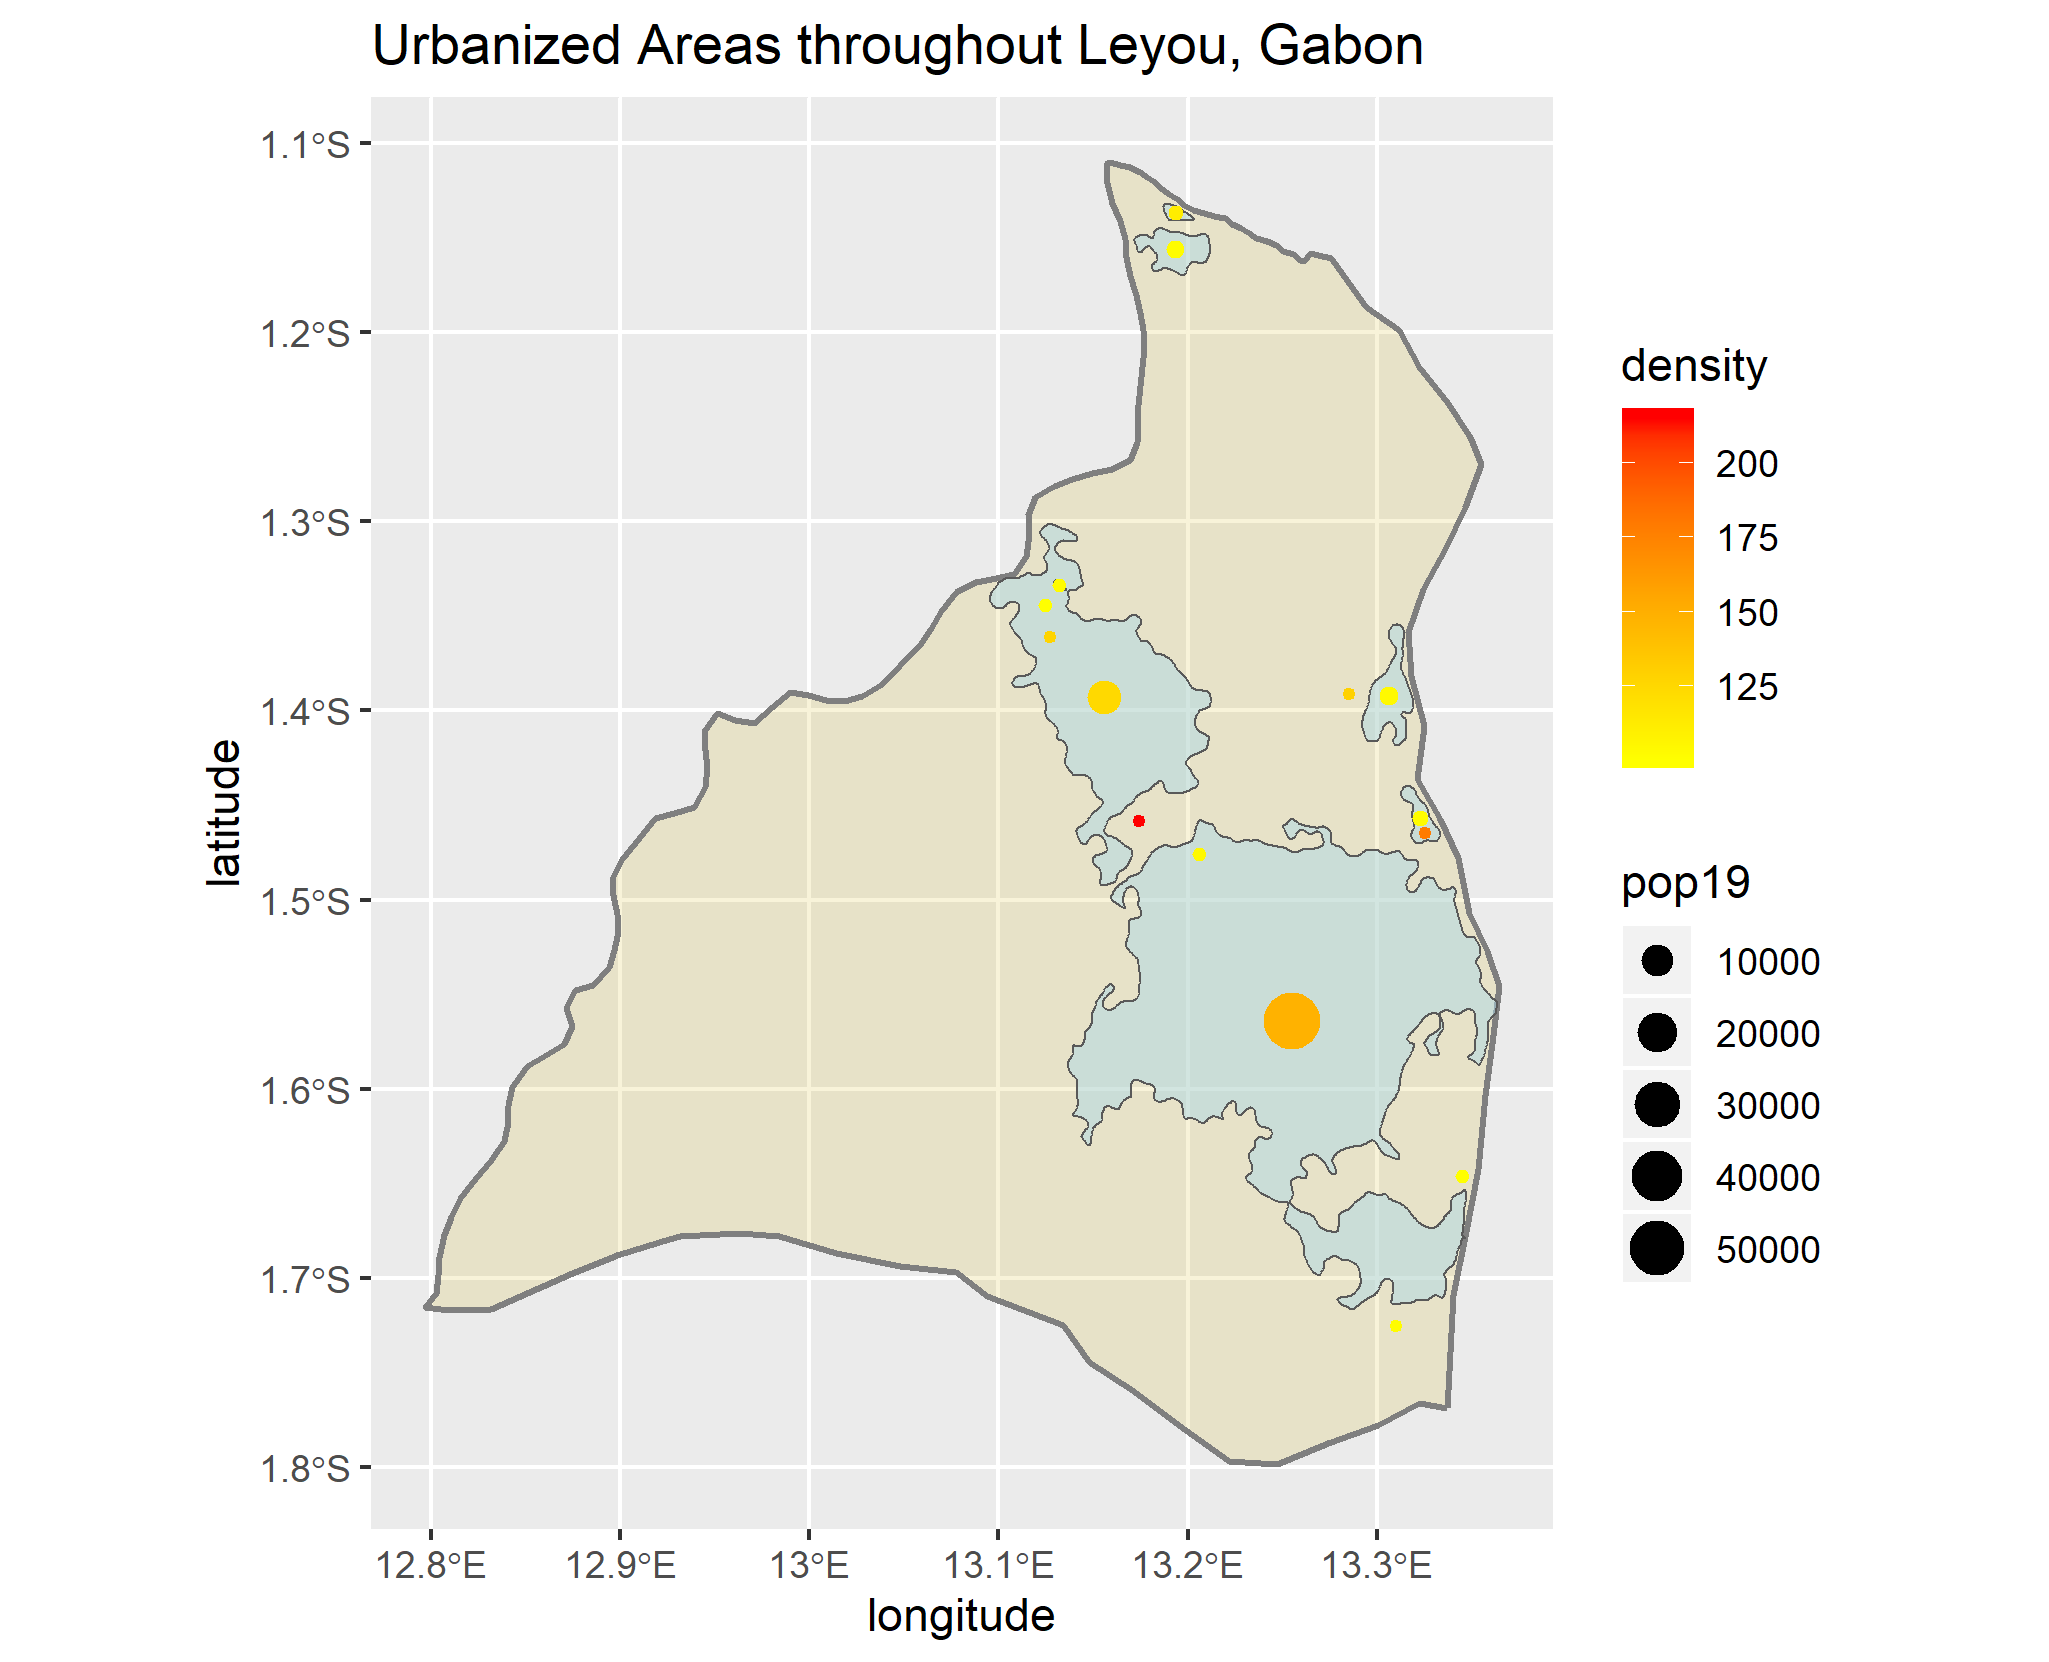 Urbanized Areas throughout Leyou, Gabon
1.1°S
1.2°S
1.3°S
1.4°S
1.5°S
1.6°S
1.7°S
1.8°S
latitude
12.8°E
12.9°E
13°E
13.1°E
13.2°E
13.3°E
longitude
density
200
175
150
125
pop19
10000
20000
30000
40000
50000